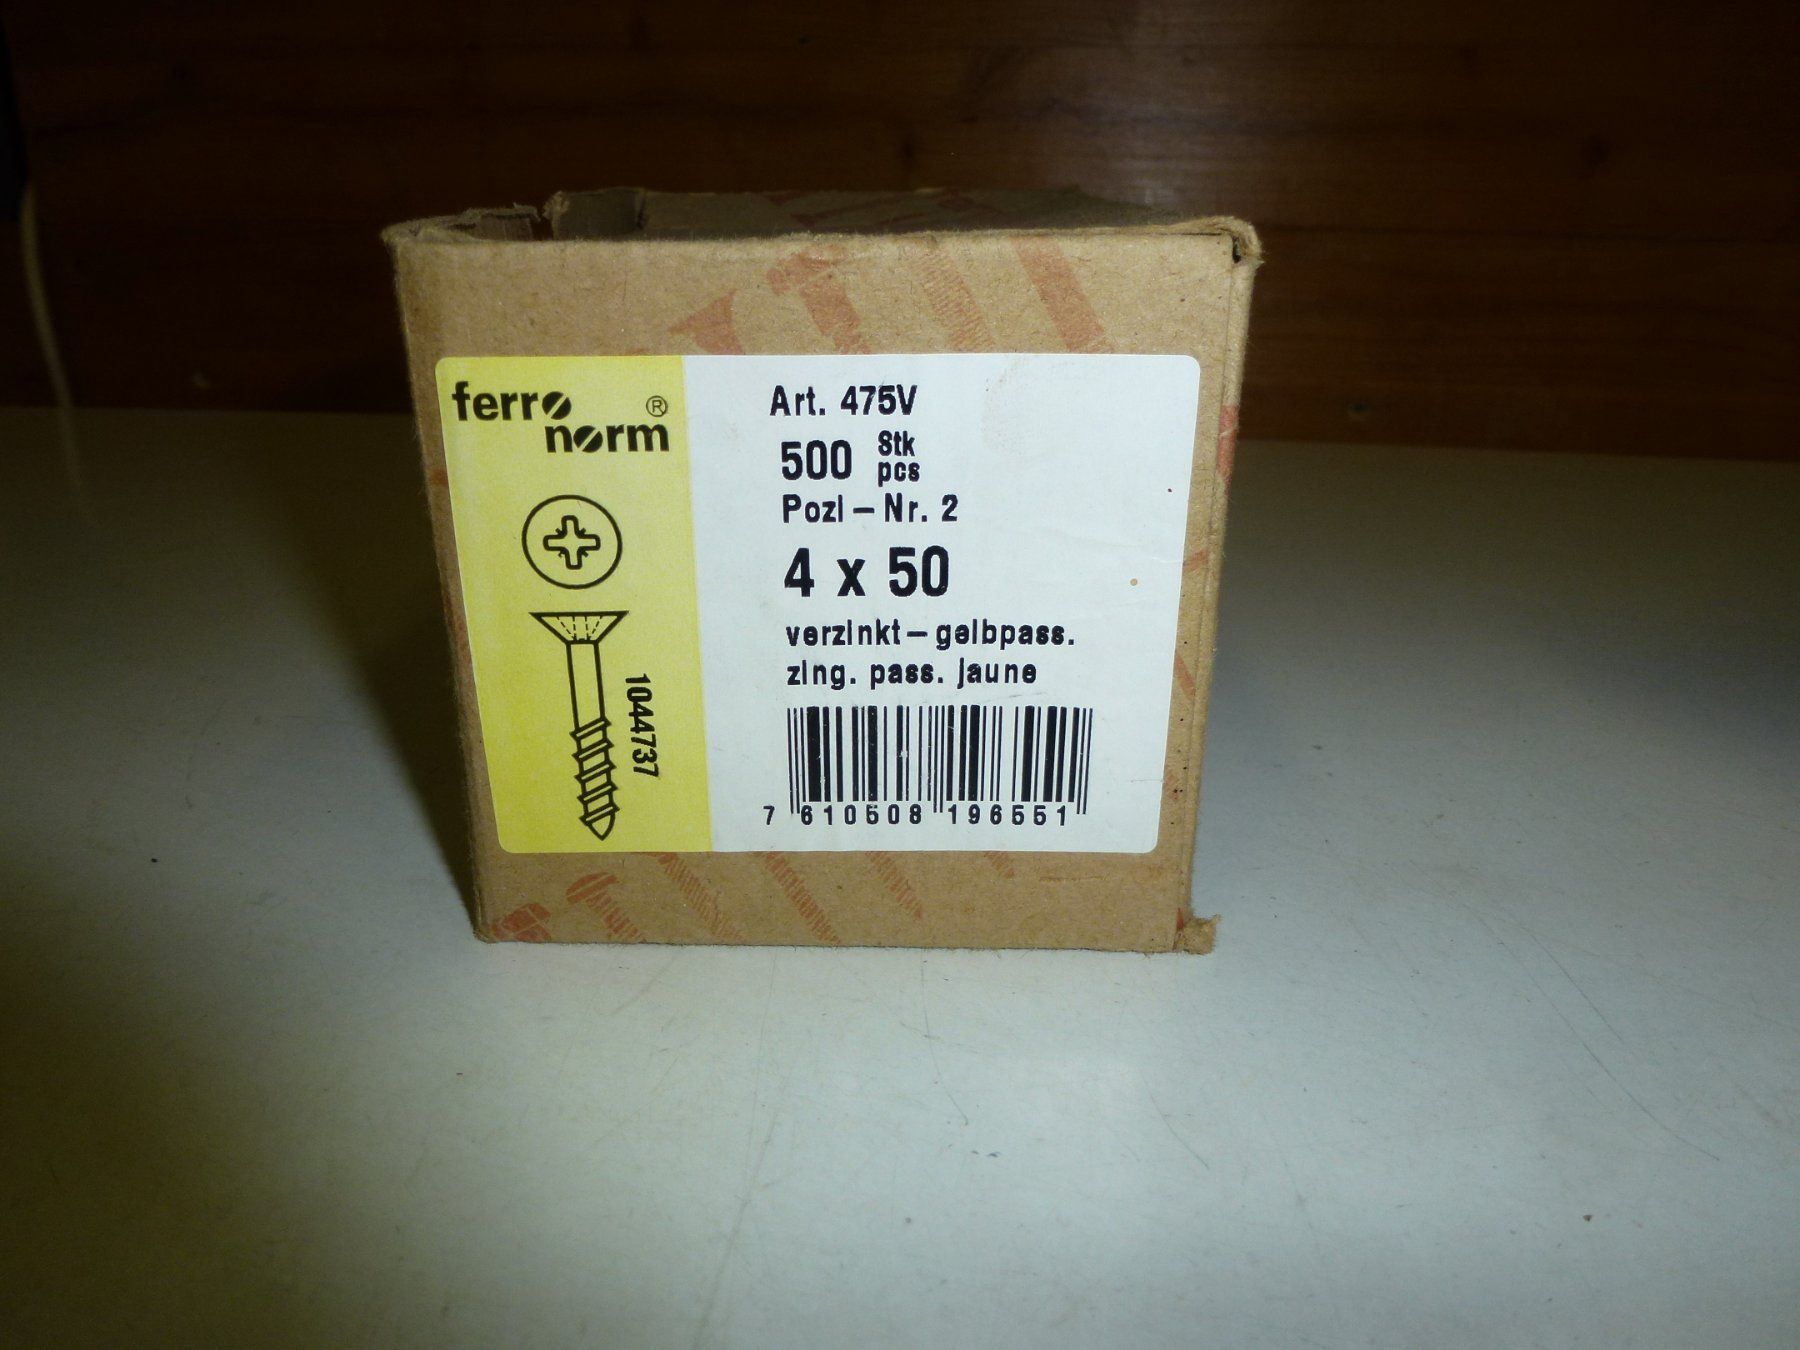 ferro
norm ®
1044737
Art. 475V
500 Stk
pcs
Pozi – Nr. 2
4 x 50
verzinkt – gelbpass.
zing. pass. jaune
7 610508 196551